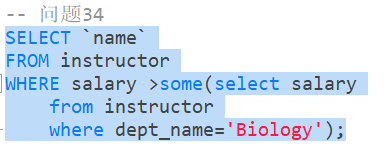 -- 问题34
SELECT `name`
FROM instructor
WHERE salary >some(select salary
from instructor
where dept_name='Biology');